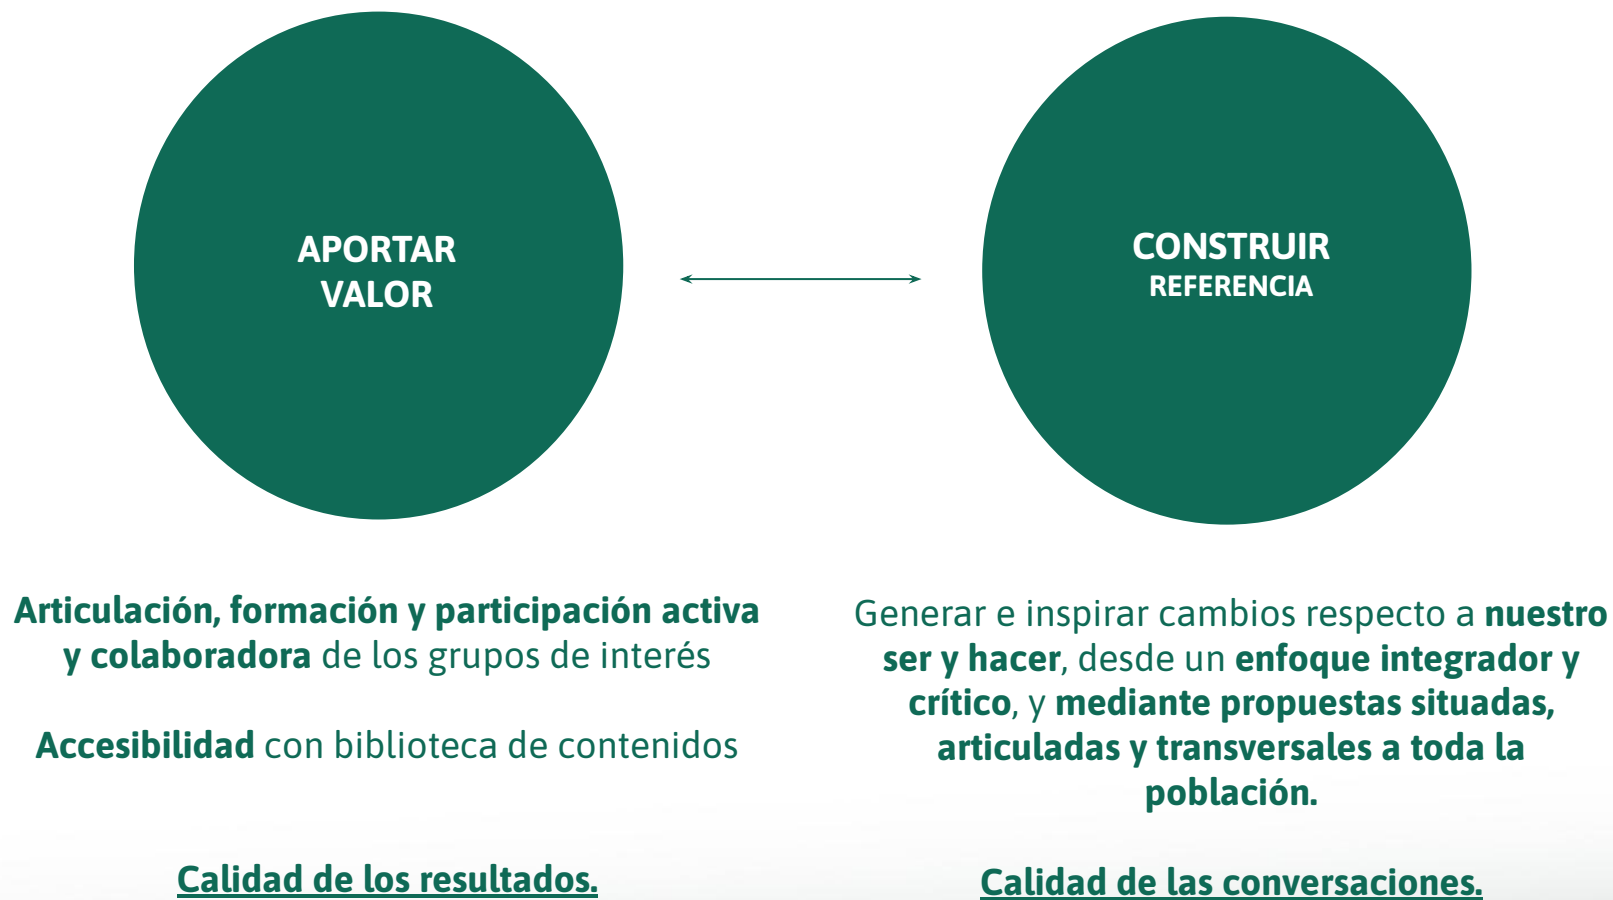 APORTAR
VALOR
CONSTRUIR
REFERENCIA
Articulación, formación y participación activa
y colaboradora de los grupos de interés
Accesibilidad con biblioteca de contenidos
Calidad de los resultados.
Generar e inspirar cambios respecto a nuestro
ser y hacer, desde un enfoque integrador y
crítico, y mediante propuestas situadas,
articuladas y transversales a toda la
población.
Calidad de las conversaciones.